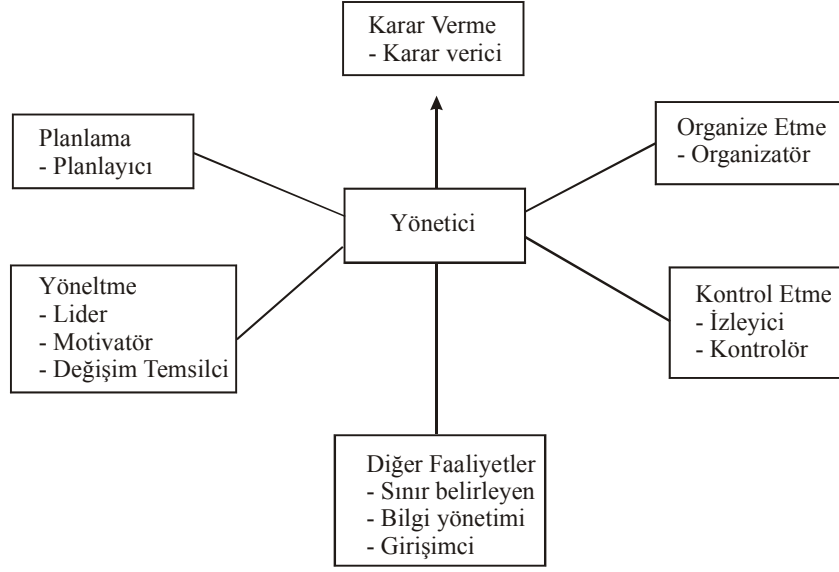 Karar Verme
- Karar verici
Planlama
- Planlayıcı
Organize Etme
- Organizatör
Yönetici
Yöneltme
- Lider
- Motivatör
- Değişim Temsilci
Kontrol Etme
- İzleyici
- Kontrolör
Diğer Faaliyetler
- Sınır belirleyen
- Bilgi yönetimi
- Girişimci